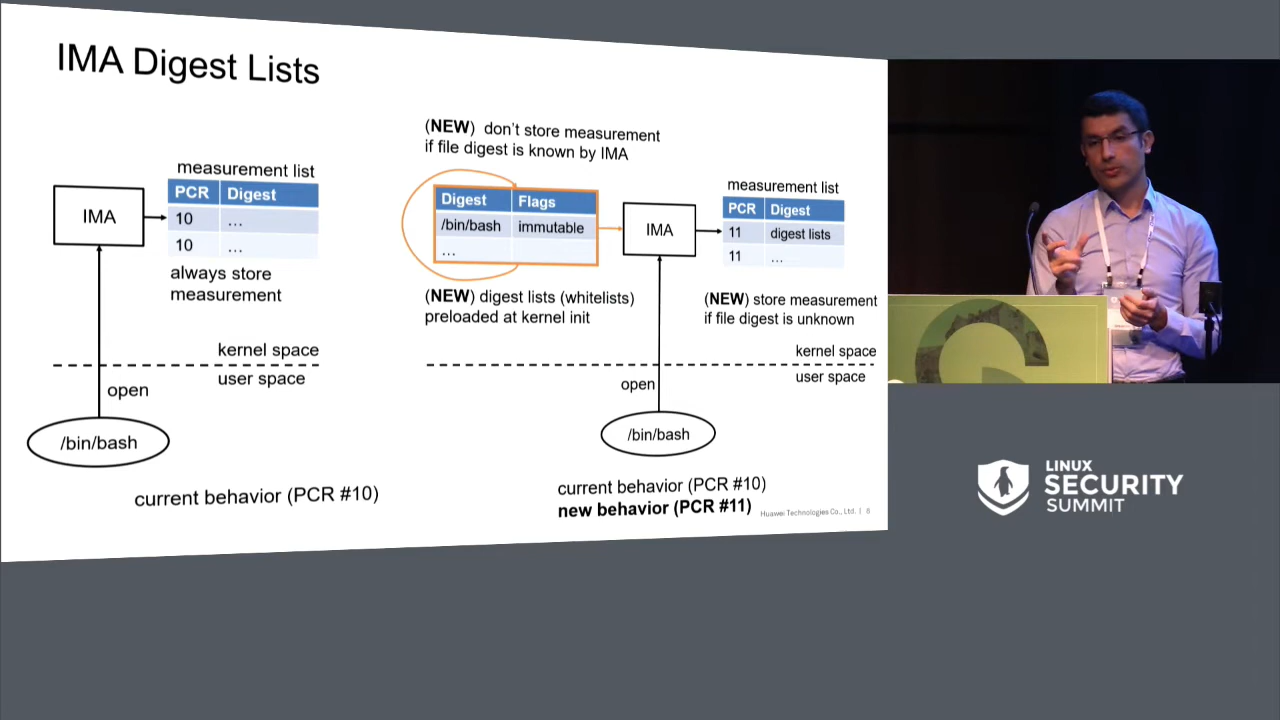 IMA Digest Lists
measurement list
PCR Digest
10 ...
10 ...
IMA
always store
measurement
kernel space
user space
open
/bin/bash
current behavior (PCR #10)
(NEW) don't store measurement
if file digest is known by IMA
Digest Flags
/bin/bash immutable
...
(NEW) digest lists (whitelists)
preloaded at kernel init
IMA
measurement list
PCR Digest
11 digest lists
11 ...
(NEW) store measurement
if file digest is unknown
kernel space
user space
open
/bin/bash
current behavior (PCR #10)
new behavior (PCR #11)
Huawei Technologies Co., Ltd. | 8
LINUX
SECURITY
SUMMIT